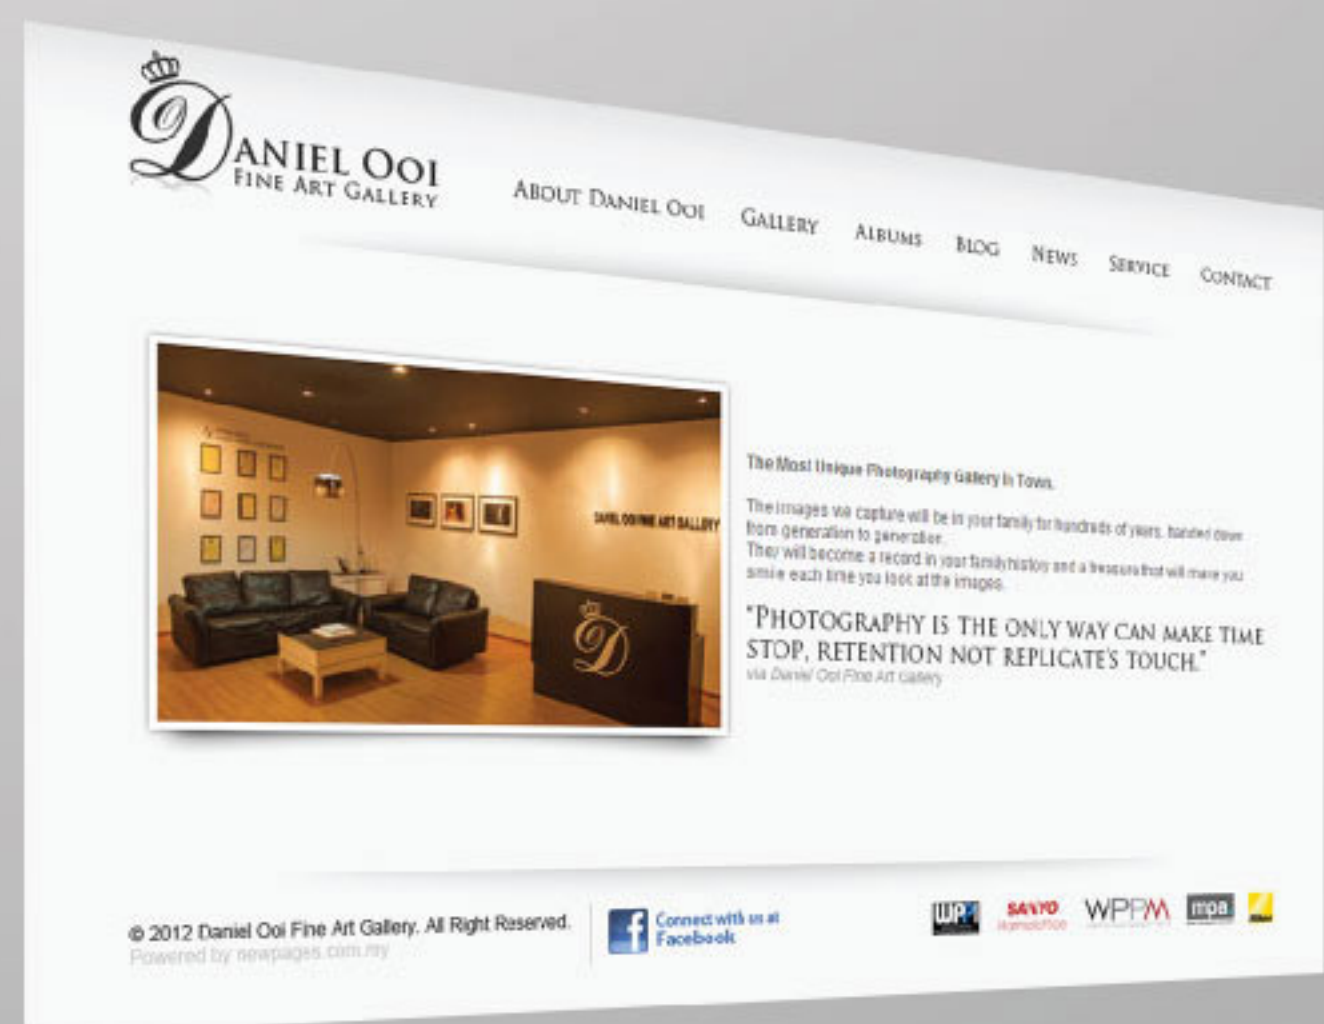 DANIEL OOI
FINE ART GALLERY
ABOUT DANIEL OOI
GALLERY
ALBUMS
BLOG
NEWS
SERVICE
CONTACT
DANIEL OOI FINE ART GALLERY
D
The Most Unique Photography Gallery In Town.
The images we capture will be in your family for hundreds of years, handed down
from generation to generation.
They will become a record in your family history and a treasure that will make you
smile each time you look at the images.
"PHOTOGRAPHY IS THE ONLY WAY CAN MAKE TIME
STOP, RETENTION NOT REPLICATE'S TOUCH."
via Daniel Ooi Fine Art Gallery
© 2012 Daniel Ooi Fine Art Gallery. All Right Reserved.
Powered by newpages.com.my
f
Connect with us at
Facebook
WPPI
SANYO
WPPM
mpa
Nikon